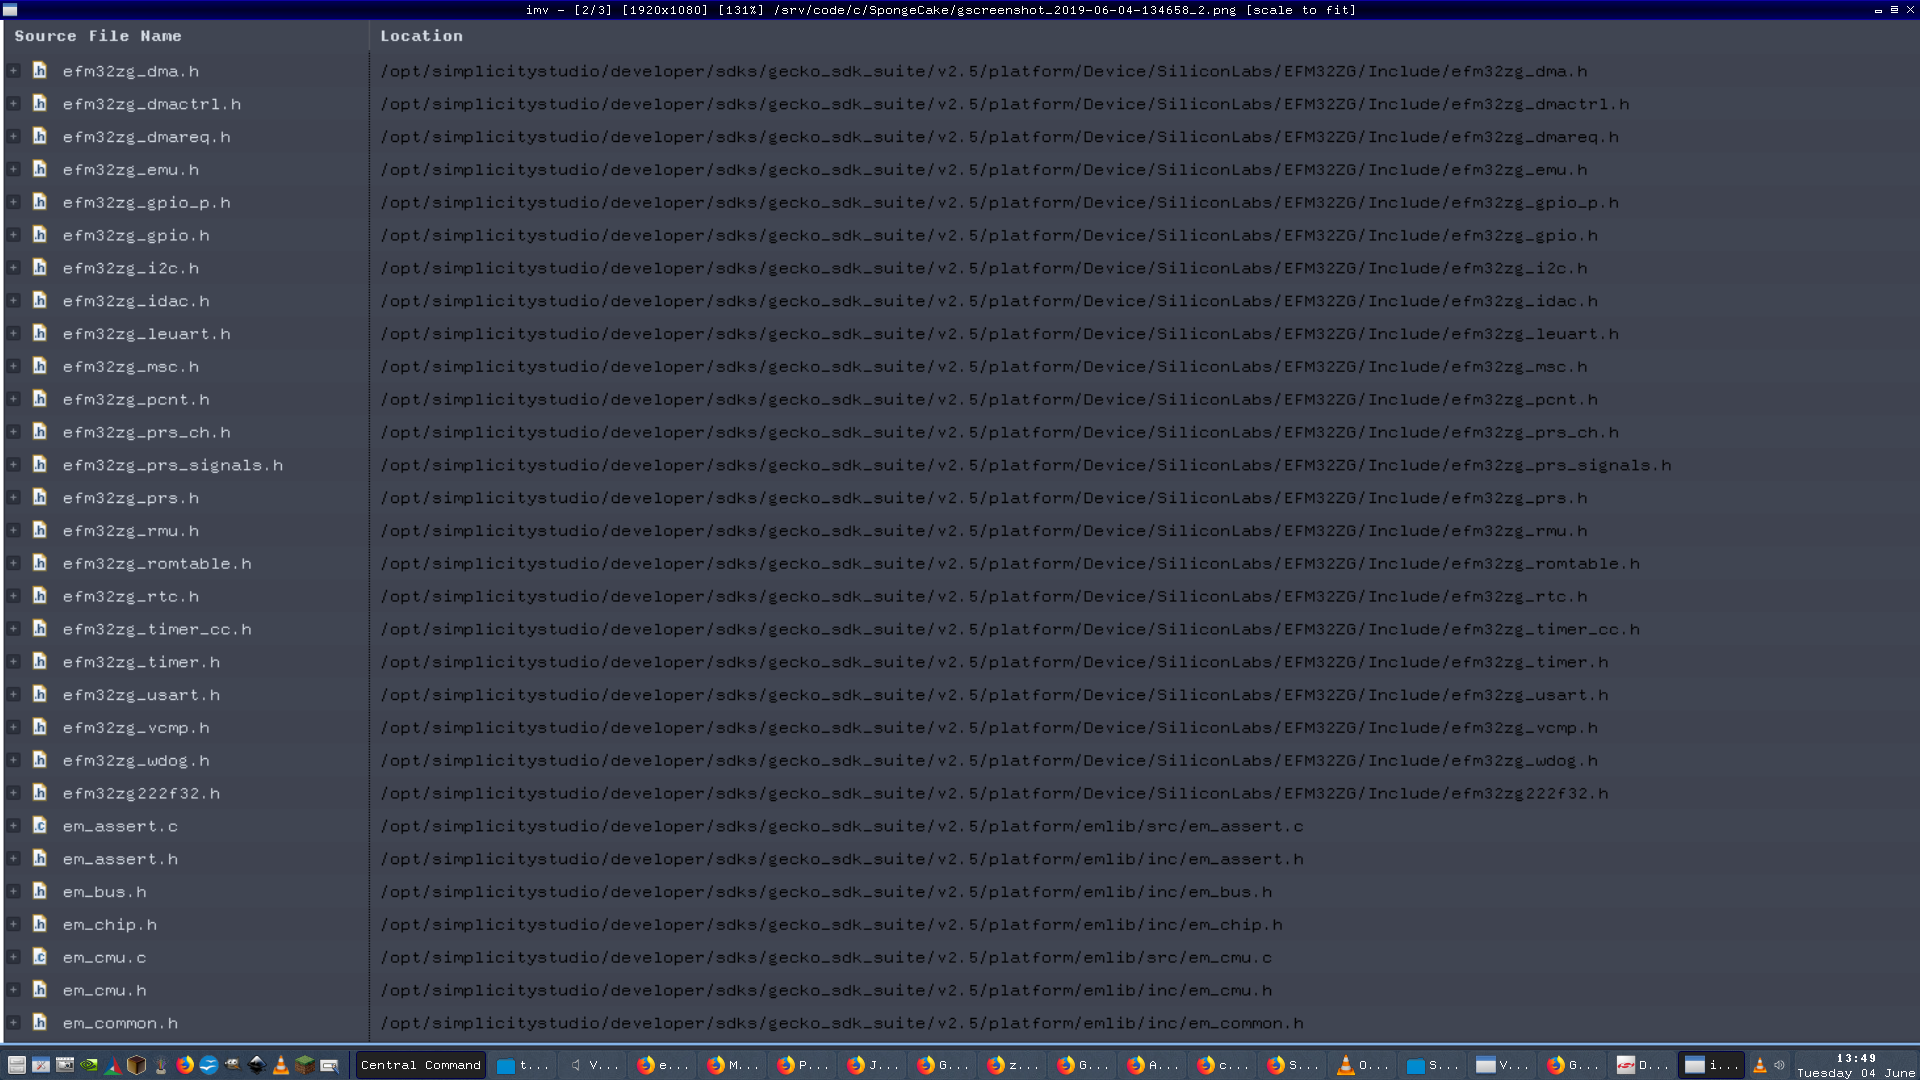 imv - [2/3] [1920x1080] [131%] /srv/code/c/SpongeCake/gscreenshot_2019-06-04-134658_2.png [scale to fit]
Source File Name Location
efm32zg_dma.h /opt/simplicitystudio/developer/sdks/gecko_sdk_suite/v2.5/platform/Device/SiliconLabs/EFM32ZG/Include/efm32zg_dma.h
efm32zg_dmactrl.h /opt/simplicitystudio/developer/sdks/gecko_sdk_suite/v2.5/platform/Device/SiliconLabs/EFM32ZG/Include/efm32zg_dmactrl.h
efm32zg_dmareq.h /opt/simplicitystudio/developer/sdks/gecko_sdk_suite/v2.5/platform/Device/SiliconLabs/EFM32ZG/Include/efm32zg_dmareq.h
efm32zg_emu.h /opt/simplicitystudio/developer/sdks/gecko_sdk_suite/v2.5/platform/Device/SiliconLabs/EFM32ZG/Include/efm32zg_emu.h
efm32zg_gpio_p.h /opt/simplicitystudio/developer/sdks/gecko_sdk_suite/v2.5/platform/Device/SiliconLabs/EFM32ZG/Include/efm32zg_gpio_p.h
efm32zg_gpio.h /opt/simplicitystudio/developer/sdks/gecko_sdk_suite/v2.5/platform/Device/SiliconLabs/EFM32ZG/Include/efm32zg_gpio.h
efm32zg_i2c.h /opt/simplicitystudio/developer/sdks/gecko_sdk_suite/v2.5/platform/Device/SiliconLabs/EFM32ZG/Include/efm32zg_i2c.h
efm32zg_idac.h /opt/simplicitystudio/developer/sdks/gecko_sdk_suite/v2.5/platform/Device/SiliconLabs/EFM32ZG/Include/efm32zg_idac.h
efm32zg_leuart.h /opt/simplicitystudio/developer/sdks/gecko_sdk_suite/v2.5/platform/Device/SiliconLabs/EFM32ZG/Include/efm32zg_leuart.h
efm32zg_msc.h /opt/simplicitystudio/developer/sdks/gecko_sdk_suite/v2.5/platform/Device/SiliconLabs/EFM32ZG/Include/efm32zg_msc.h
efm32zg_pcnt.h /opt/simplicitystudio/developer/sdks/gecko_sdk_suite/v2.5/platform/Device/SiliconLabs/EFM32ZG/Include/efm32zg_pcnt.h
efm32zg_prs_ch.h /opt/simplicitystudio/developer/sdks/gecko_sdk_suite/v2.5/platform/Device/SiliconLabs/EFM32ZG/Include/efm32zg_prs_ch.h
efm32zg_prs_signals.h /opt/simplicitystudio/developer/sdks/gecko_sdk_suite/v2.5/platform/Device/SiliconLabs/EFM32ZG/Include/efm32zg_prs_signals.h
efm32zg_prs.h /opt/simplicitystudio/developer/sdks/gecko_sdk_suite/v2.5/platform/Device/SiliconLabs/EFM32ZG/Include/efm32zg_prs.h
efm32zg_rmu.h /opt/simplicitystudio/developer/sdks/gecko_sdk_suite/v2.5/platform/Device/SiliconLabs/EFM32ZG/Include/efm32zg_rmu.h
efm32zg_romtable.h /opt/simplicitystudio/developer/sdks/gecko_sdk_suite/v2.5/platform/Device/SiliconLabs/EFM32ZG/Include/efm32zg_romtable.h
efm32zg_rtc.h /opt/simplicitystudio/developer/sdks/gecko_sdk_suite/v2.5/platform/Device/SiliconLabs/EFM32ZG/Include/efm32zg_rtc.h
efm32zg_timer_cc.h /opt/simplicitystudio/developer/sdks/gecko_sdk_suite/v2.5/platform/Device/SiliconLabs/EFM32ZG/Include/efm32zg_timer_cc.h
efm32zg_timer.h /opt/simplicitystudio/developer/sdks/gecko_sdk_suite/v2.5/platform/Device/SiliconLabs/EFM32ZG/Include/efm32zg_timer.h
efm32zg_usart.h /opt/simplicitystudio/developer/sdks/gecko_sdk_suite/v2.5/platform/Device/SiliconLabs/EFM32ZG/Include/efm32zg_usart.h
efm32zg_vcmp.h /opt/simplicitystudio/developer/sdks/gecko_sdk_suite/v2.5/platform/Device/SiliconLabs/EFM32ZG/Include/efm32zg_vcmp.h
efm32zg_wdog.h /opt/simplicitystudio/developer/sdks/gecko_sdk_suite/v2.5/platform/Device/SiliconLabs/EFM32ZG/Include/efm32zg_wdog.h
efm32zg222f32.h /opt/simplicitystudio/developer/sdks/gecko_sdk_suite/v2.5/platform/Device/SiliconLabs/EFM32ZG/Include/efm32zg222f32.h
em_assert.c /opt/simplicitystudio/developer/sdks/gecko_sdk_suite/v2.5/platform/emlib/src/em_assert.c
em_assert.h /opt/simplicitystudio/developer/sdks/gecko_sdk_suite/v2.5/platform/emlib/inc/em_assert.h
em_bus.h /opt/simplicitystudio/developer/sdks/gecko_sdk_suite/v2.5/platform/emlib/inc/em_bus.h
em_chip.h /opt/simplicitystudio/developer/sdks/gecko_sdk_suite/v2.5/platform/emlib/inc/em_chip.h
em_cmu.c /opt/simplicitystudio/developer/sdks/gecko_sdk_suite/v2.5/platform/emlib/src/em_cmu.c
em_cmu.h /opt/simplicitystudio/developer/sdks/gecko_sdk_suite/v2.5/platform/emlib/inc/em_cmu.h
em_common.h /opt/simplicitystudio/developer/sdks/gecko_sdk_suite/v2.5/platform/emlib/inc/em_common.h
Central Command t... V... e... M... P... J... G... z... G... A... c... S... O... S... V... G... D... i... 13:49
Tuesday 04 June